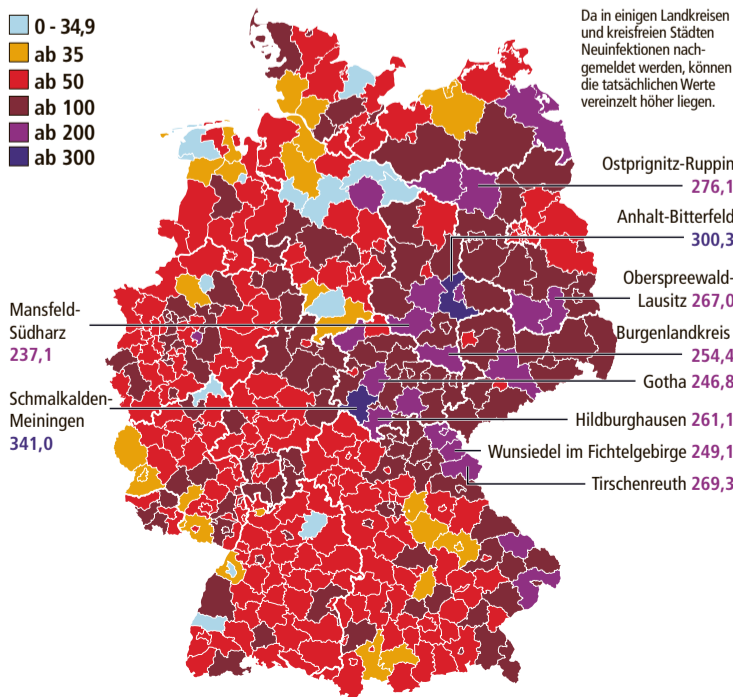 0 - 34,9
ab 35
ab 50
ab 100
ab 200
ab 300
Da in einigen Landkreisen
und kreisfreien Städten
Neuinfektionen nach-
gemeldet werden, können
die tatsächlichen Werte
vereinzelt höher liegen.
Ostprignitz-Ruppin
276,1
Anhalt-Bitterfeld
300,3
Oberspreewald-
Lausitz 267,0
Burgenlandkreis
254,4
Gotha 246,8
Hildburghausen 261,1
Wunsiedel im Fichtelgebirge 249,1
Tirschenreuth 269,3
Mansfeld-
Südharz
237,1
Schmalkalden-
Meiningen
341,0